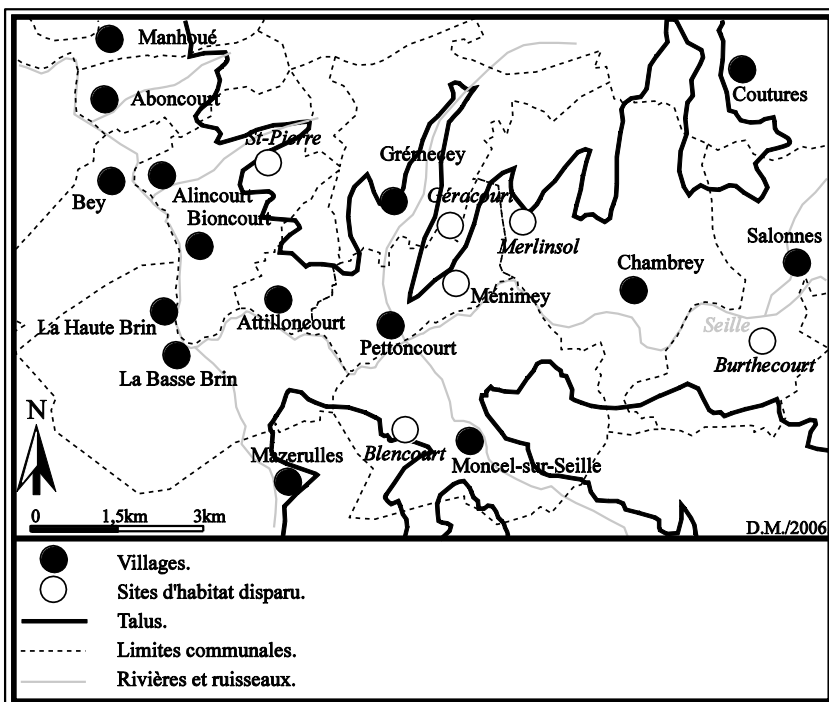 Manhoué
Coutures
Aboncourt
St-Pierre
Grémecey
Bey
Alincourt
Géracourt
Bioncourt
Merlinsol
Salonnes
Chambrey
Ménimey
La Haute Brin
Attilloncourt
Seille
Pettoncourt
Burthecourt
La Basse Brin
N
Mazerulles
Blencourt
Moncel-sur-Seille
0 1,5km 3km
D.M./2006
Villages.
Sites d'habitat disparu.
Talus.
Limites communales.
Rivières et ruisseaux.